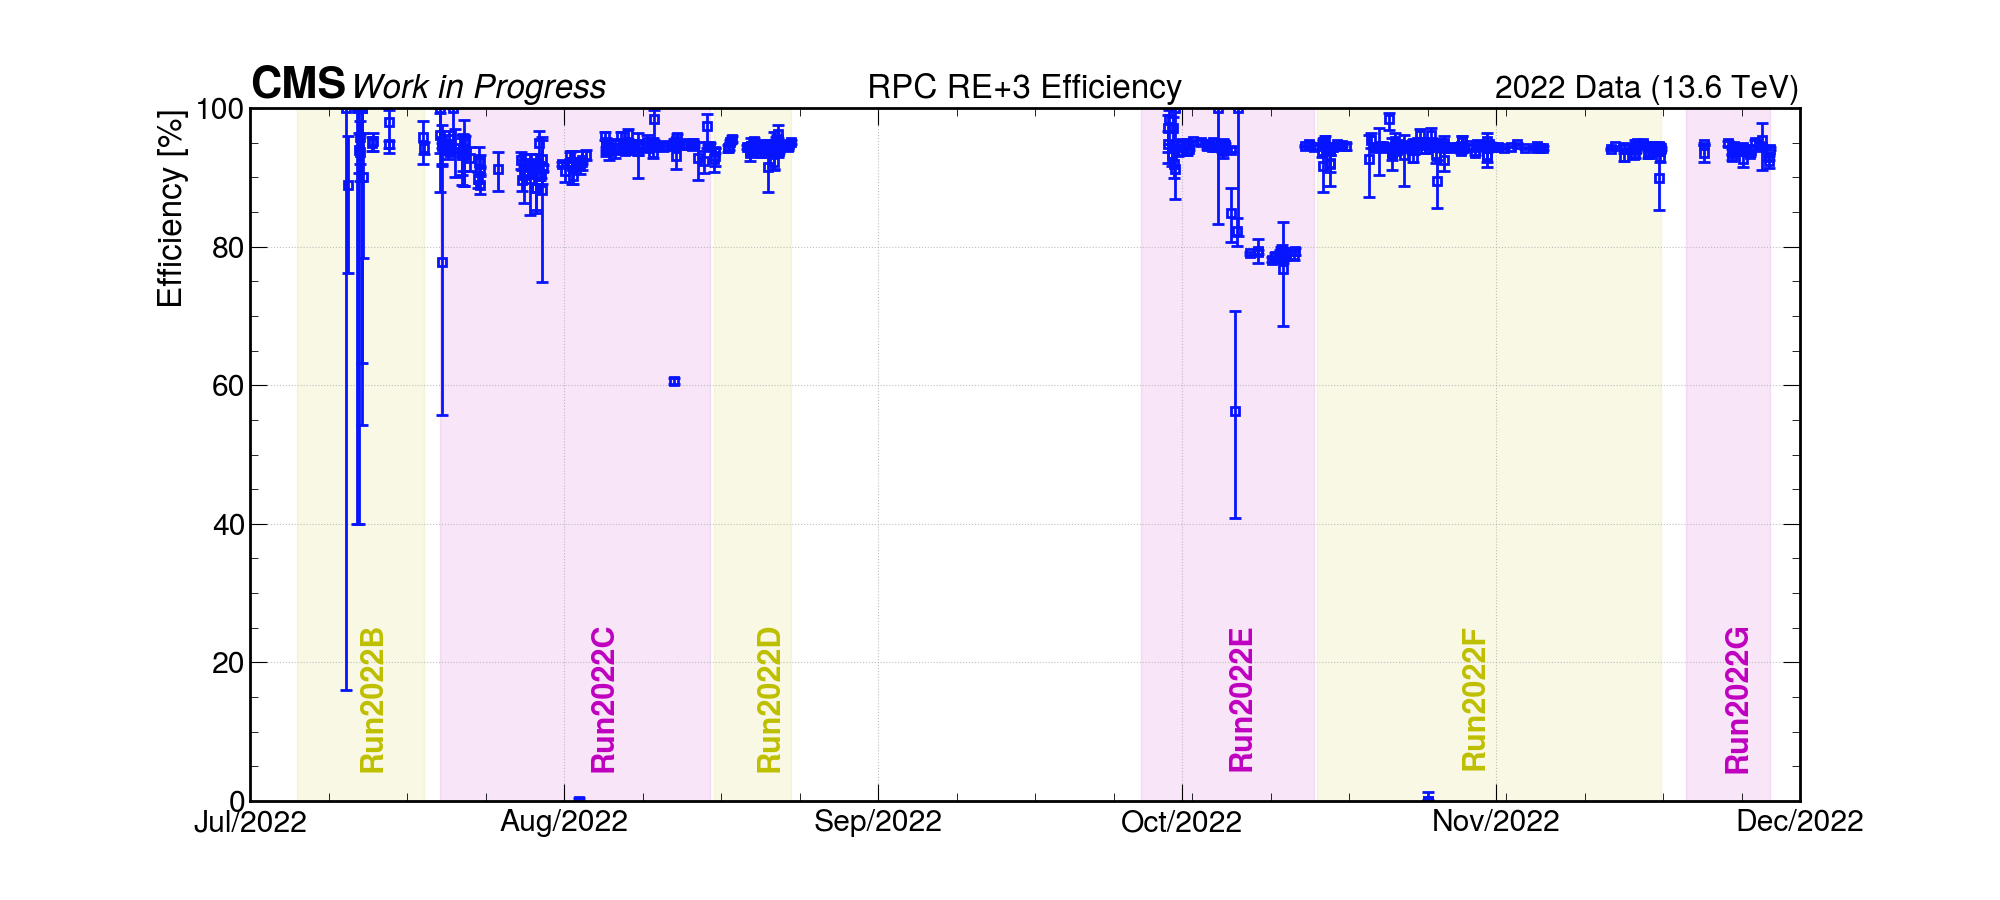 CMS Work in Progress RPC RE+3 Efficiency 2022 Data (13.6 TeV)
Efficiency [%]
100
80
60
40
20
0
Run2022B Run2022C Run2022D Run2022E Run2022F Run2022G
Jul/2022 Aug/2022 Sep/2022 Oct/2022 Nov/2022 Dec/2022